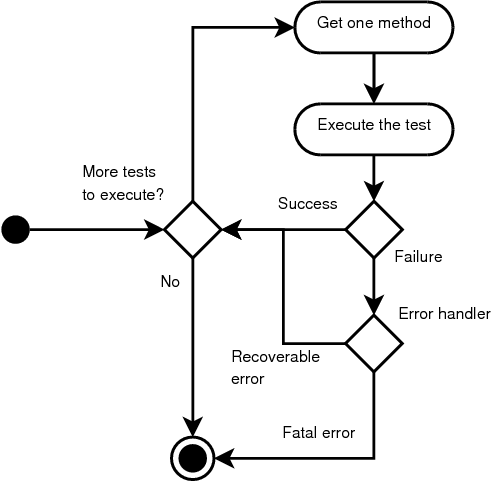 Get one method
Execute the test
More tests
to execute?
Success
Failure
No
Error handler
Recoverable
error
Fatal error